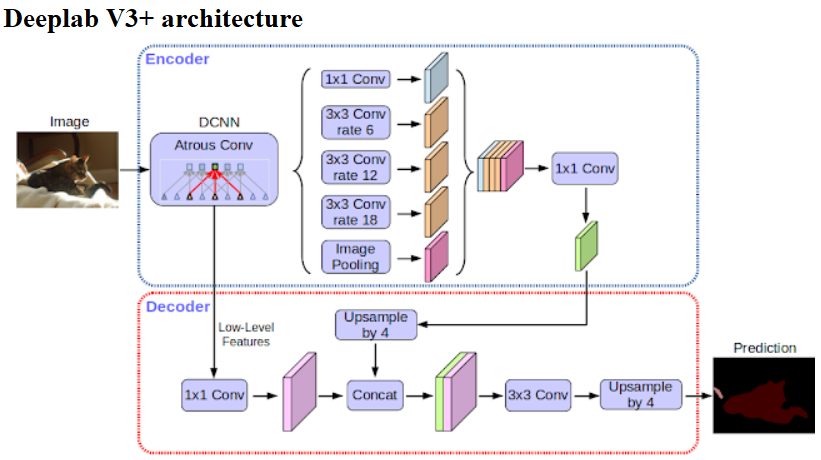 Deeplab V3+ architecture
Encoder
Image
DCNN
Atrous Conv
1x1 Conv
3x3 Conv
rate 6
3x3 Conv
rate 12
3x3 Conv
rate 18
Image
Pooling
1x1 Conv
Decoder
Low-Level
Features
Upsample
by 4
1x1 Conv
Concat
3x3 Conv
Upsample
by 4
Prediction